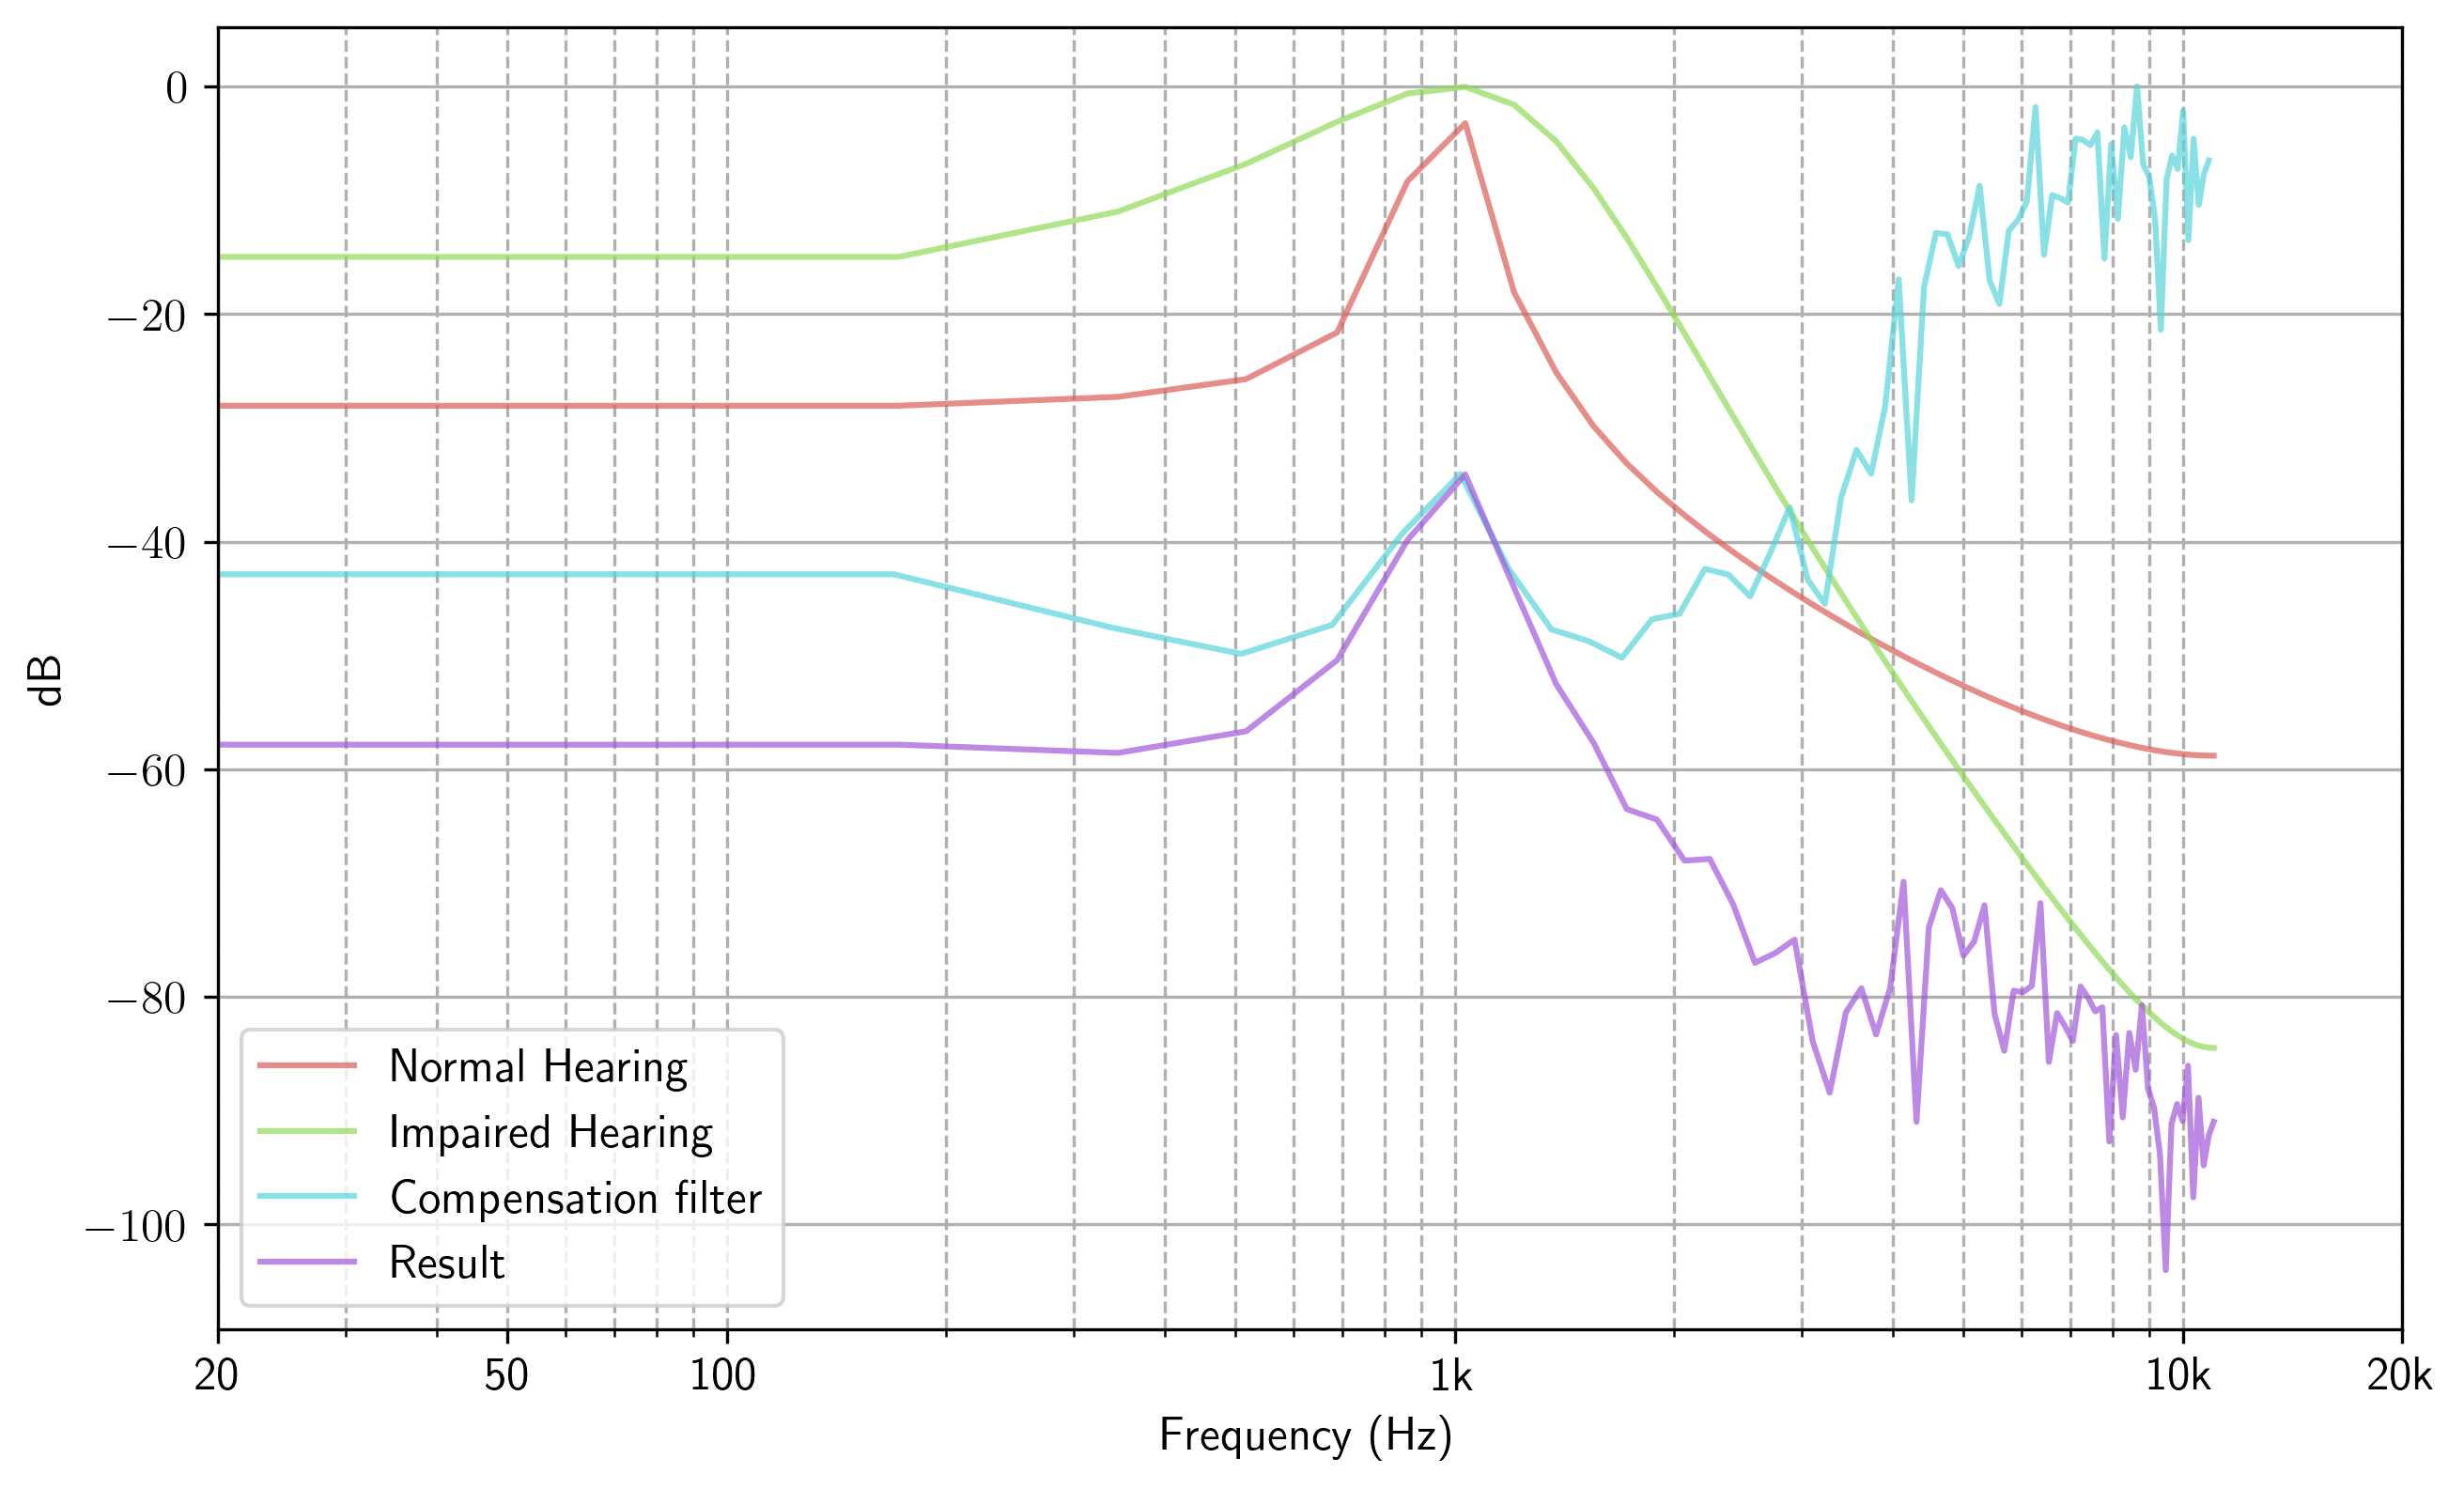 0
−20
−40
−60
−80
−100
dB
Normal Hearing
Impaired Hearing
Compensation filter
Result
20 50 100 1k 10k 20k
Frequency (Hz)